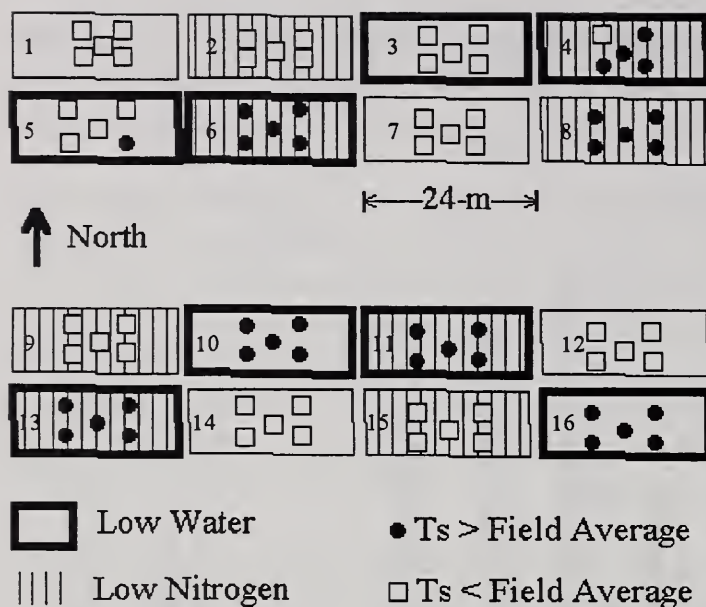 1 2 3 4
5 6 7 8
24-m
North
9 10 11 12
13 14 15 16
Low Water Ts > Field Average
Low Nitrogen Ts < Field Average